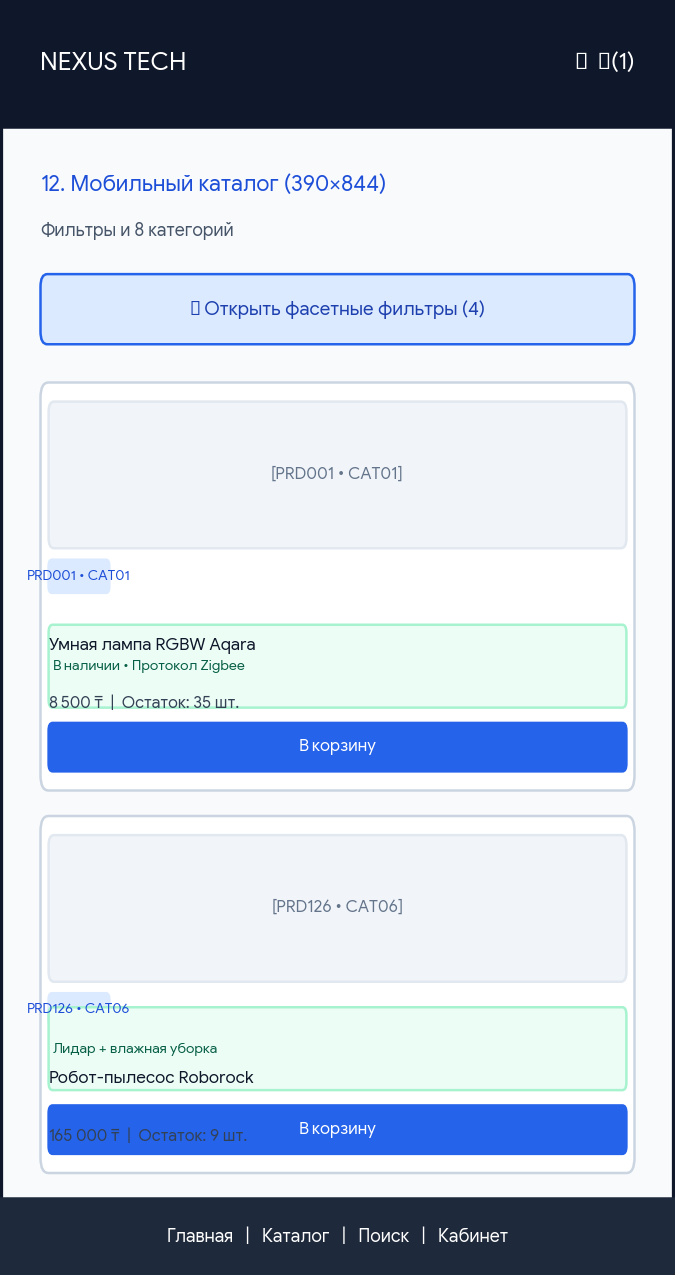 NEXUS TECH
(1)
12. Мобильный каталог (390×844)
Фильтры и 8 категорий
Открыть фасетные фильтры (4)
[PRD001 • CAT01]
PRD001 • CAT01
Умная лампа RGBW Aqara
В наличии • Протокол Zigbee
8 500 ₸ | Остаток: 35 шт.
В корзину
[PRD126 • CAT06]
PRD126 • CAT06
Лидар + влажная уборка
Робот-пылесос Roborock
В корзину
165 000 ₸ | Остаток: 9 шт.
Главная | Каталог | Поиск | Кабинет